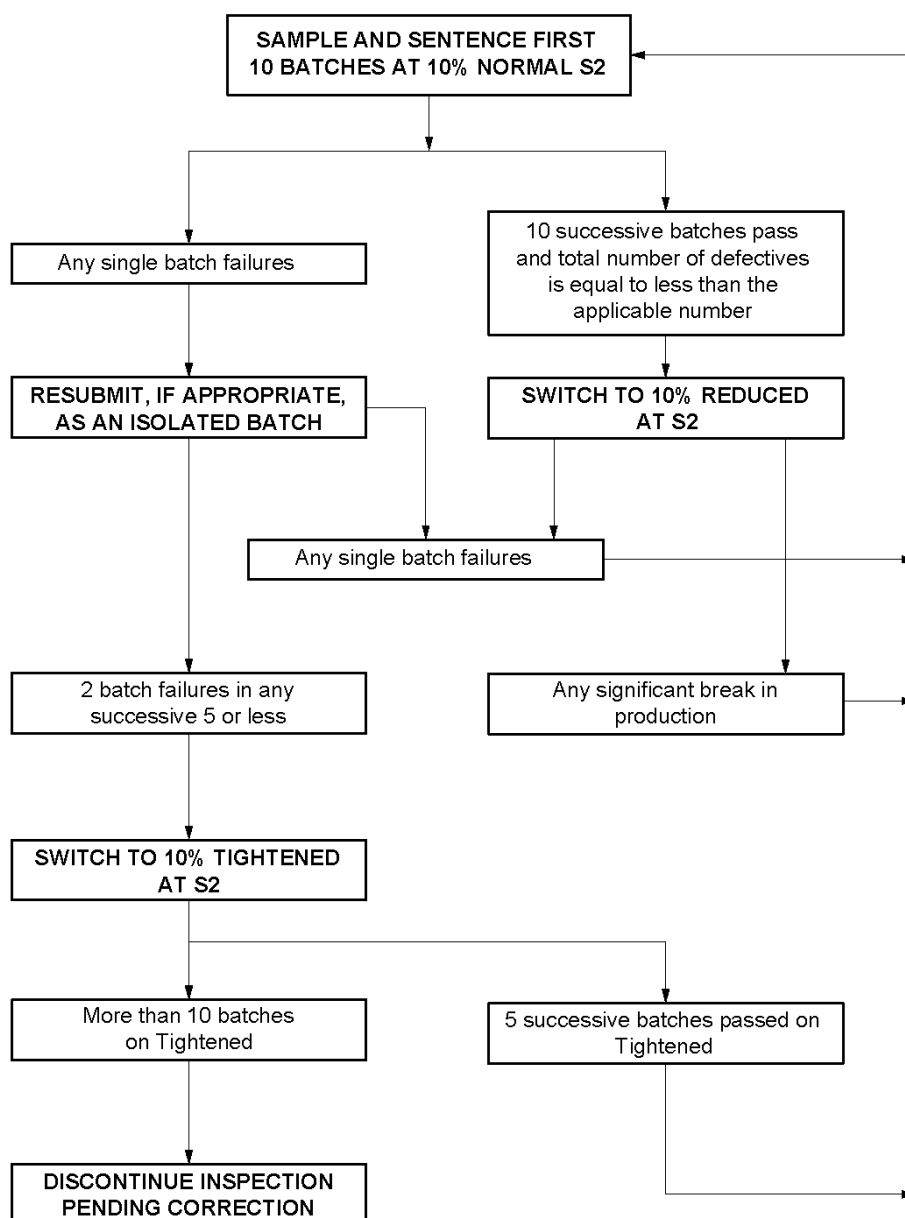 SAMPLE AND SENTENCE FIRST
10 BATCHES AT 10% NORMAL S2
Any single batch failures
10 successive batches pass
and total number of defectives
is equal to less than the
applicable number
RESUBMIT, IF APPROPRIATE,
AS AN ISOLATED BATCH
SWITCH TO 10% REDUCED
AT S2
Any single batch failures
2 batch failures in any
successive 5 or less
Any significant break in
production
SWITCH TO 10% TIGHTENED
AT S2
More than 10 batches
on Tightened
5 successive batches passed on
Tightened
DISCONTINUE INSPECTION
PENDING CORRECTION